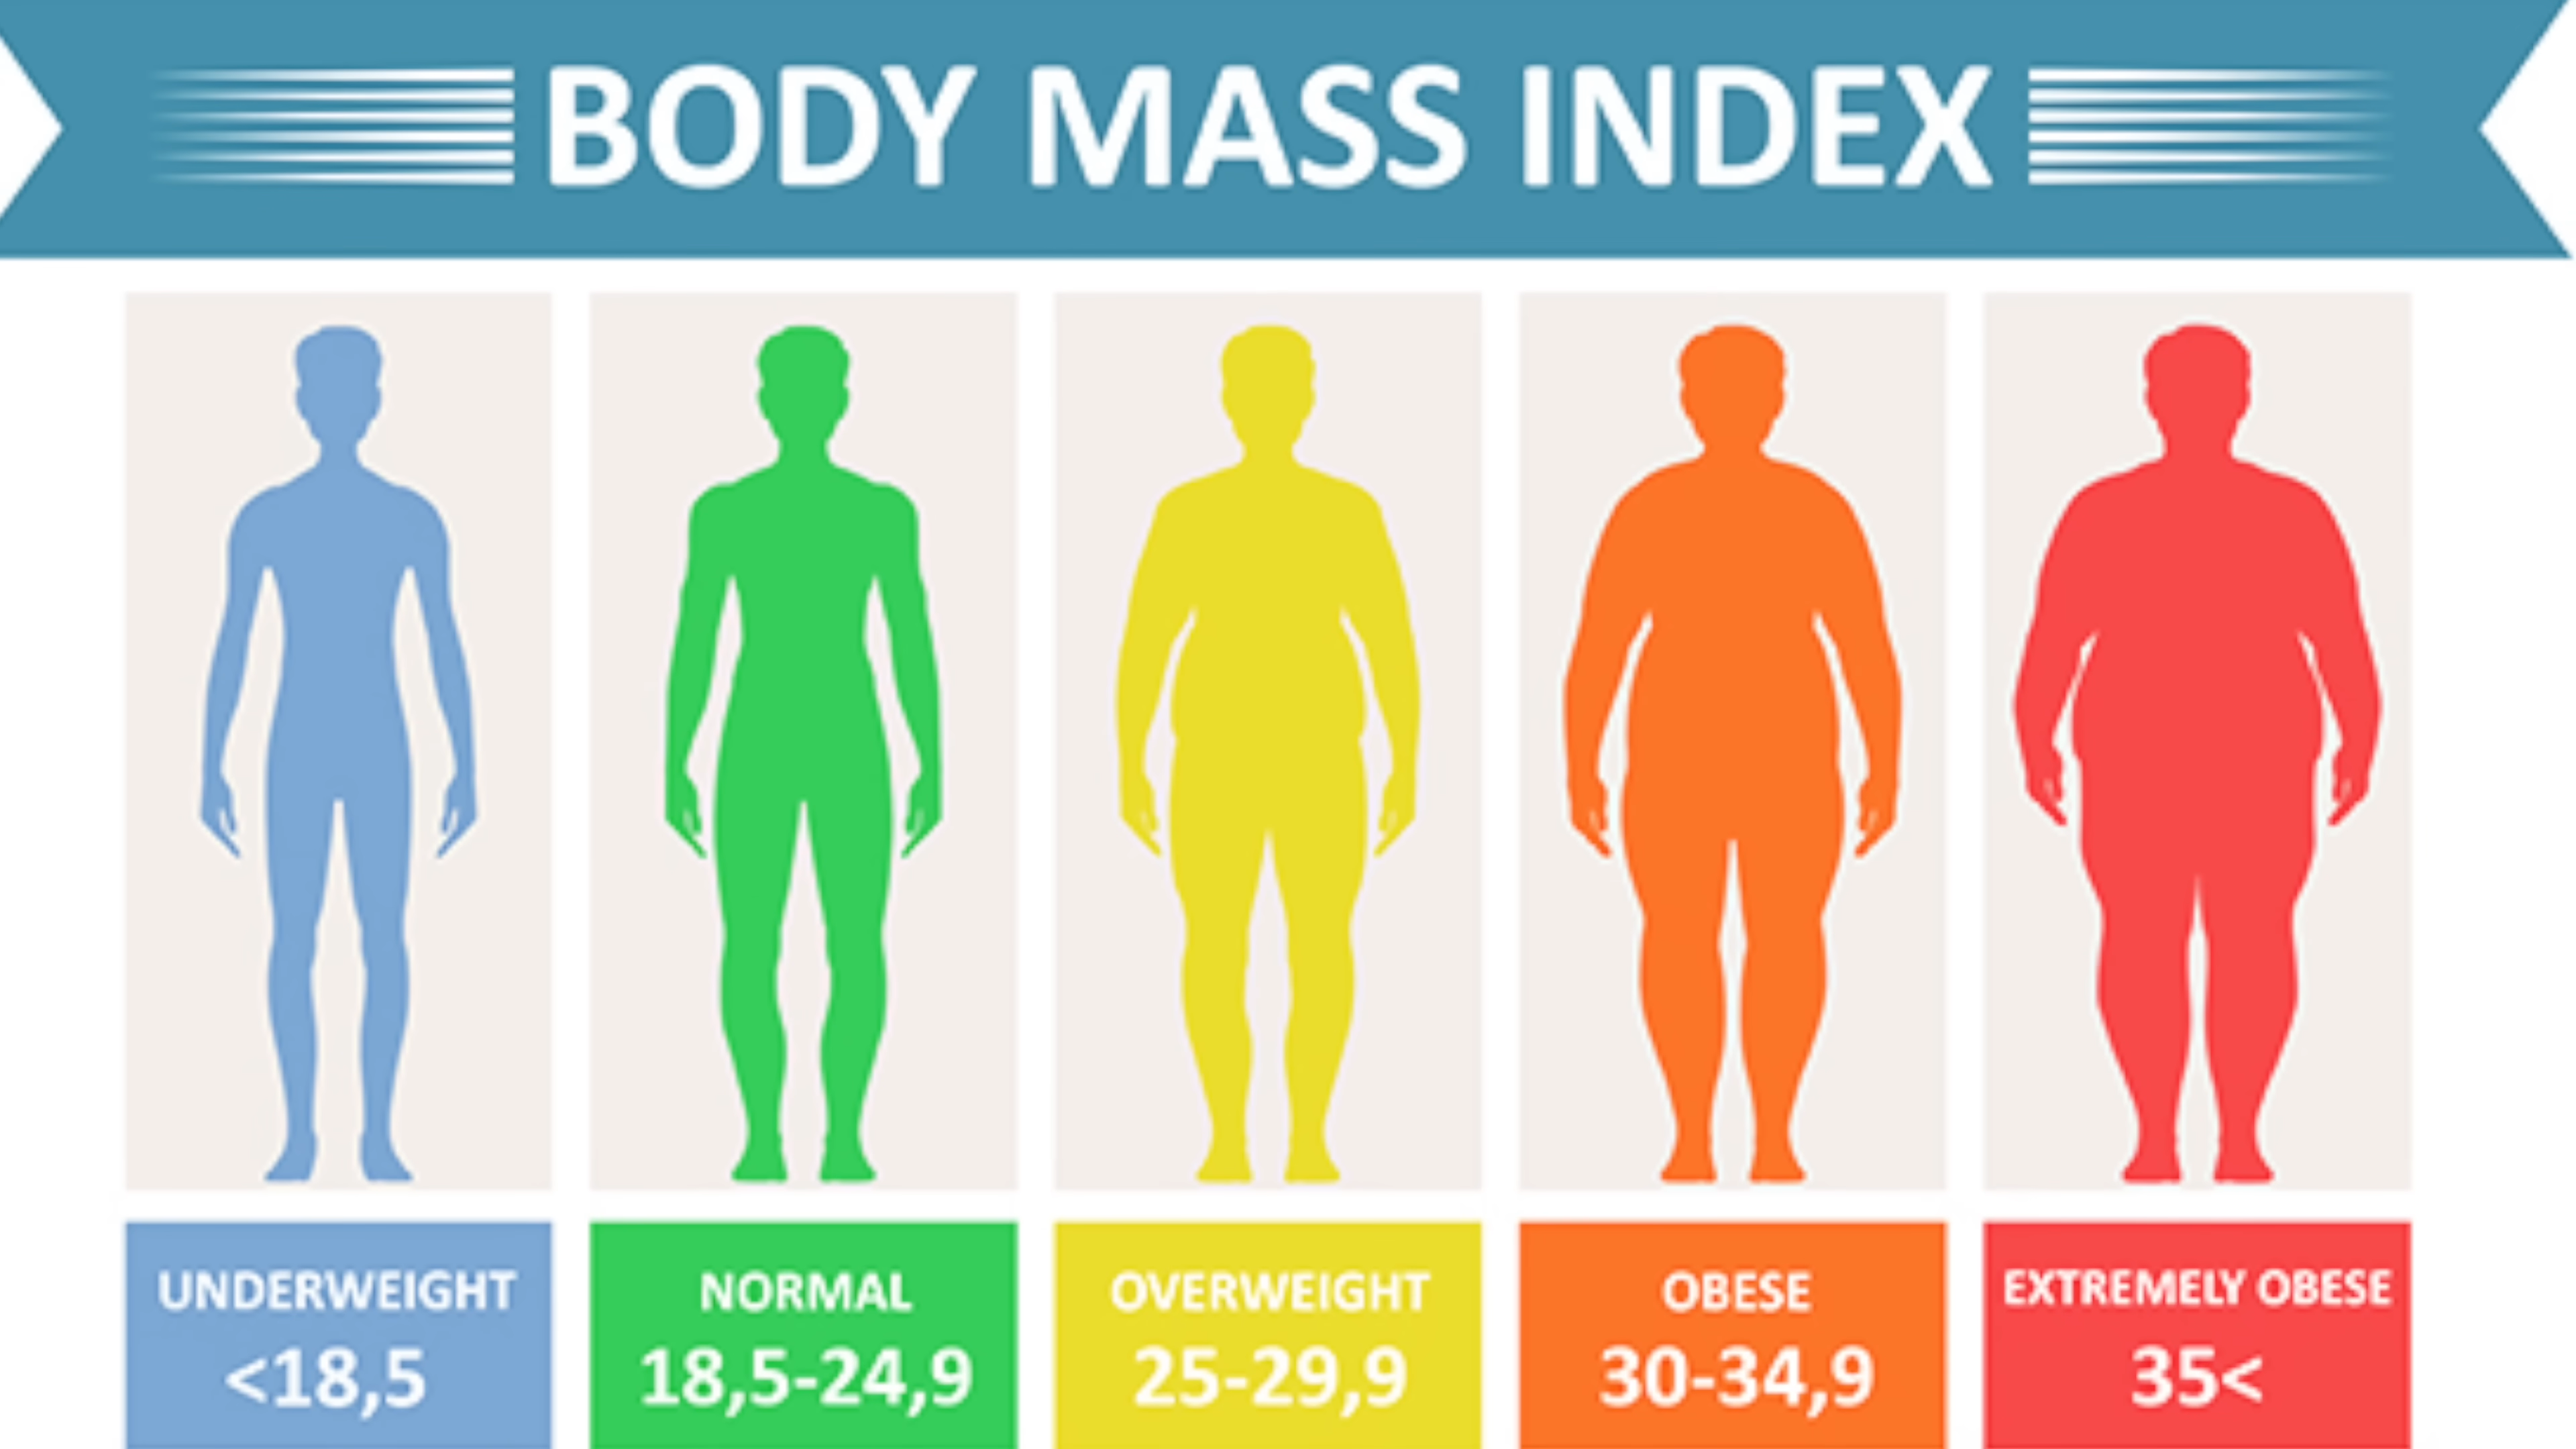 BODY MASS INDEX
UNDERWEIGHT
<18,5
NORMAL
18,5-24,9
OVERWEIGHT
25-29,9
OBESE
30-34,9
EXTREMELY OBESE
35<